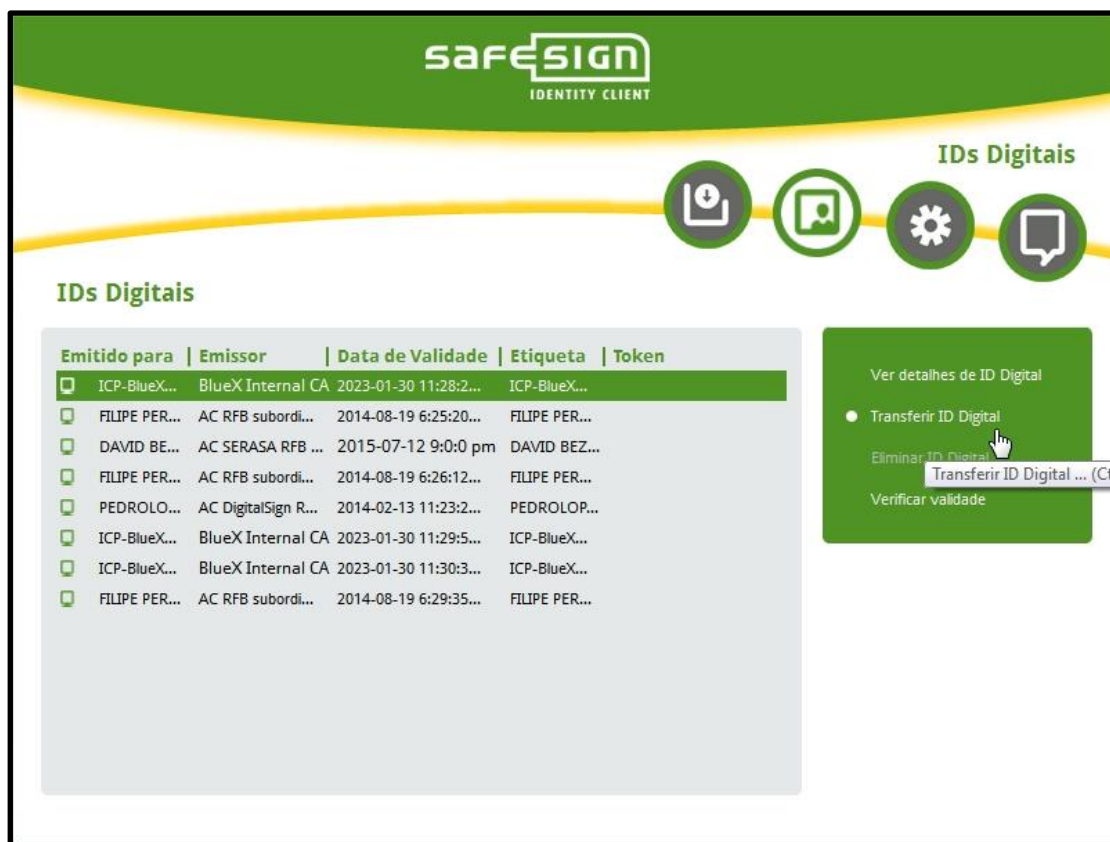 safesign
IDENTITY CLIENT
IDs Digitais
IDs Digitais
Emitido para | Emissor | Data de Validade | Etiqueta | Token
ICP-BlueX... BlueX Internal CA 2023-01-30 11:28:2... ICP-BlueX...
FILIPE PER... AC RFB subordi... 2014-08-19 6:25:20... FILIPE PER...
DAVID BE... AC SERASA RFB ... 2015-07-12 9:0:0 pm DAVID BEZ...
FILIPE PER... AC RFB subordi... 2014-08-19 6:26:12... FILIPE PER...
PEDROLO... AC DigitalSign R... 2014-02-13 11:23:2... PEDROLOP...
ICP-BlueX... BlueX Internal CA 2023-01-30 11:29:5... ICP-BlueX...
ICP-BlueX... BlueX Internal CA 2023-01-30 11:30:3... ICP-BlueX...
FILIPE PER... AC RFB subordi... 2014-08-19 6:29:35... FILIPE PER...
Ver detalhes de ID Digital
Transferir ID Digital
Eliminar ID Digital
Transferir ID Digital ... (Ct
Verificar validade